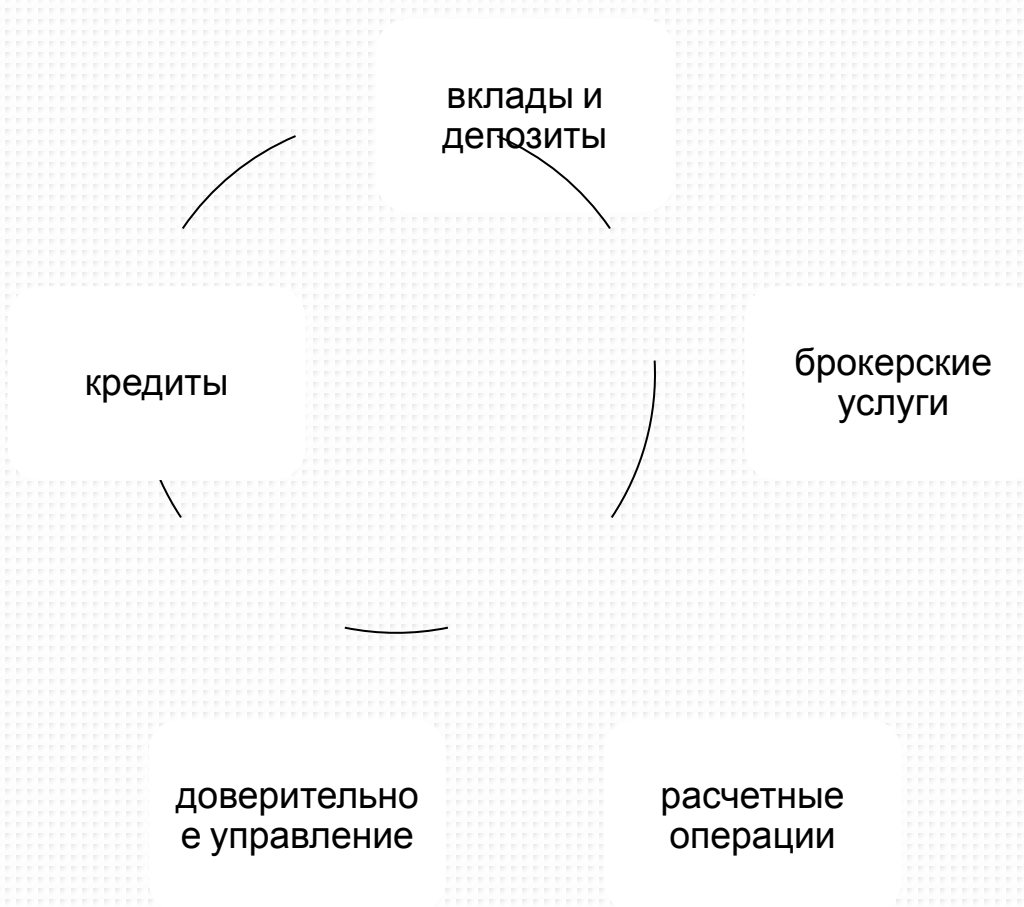 вклады и
депозиты
кредиты
брокерские
услуги
доверительно
е управление
расчетные
операции